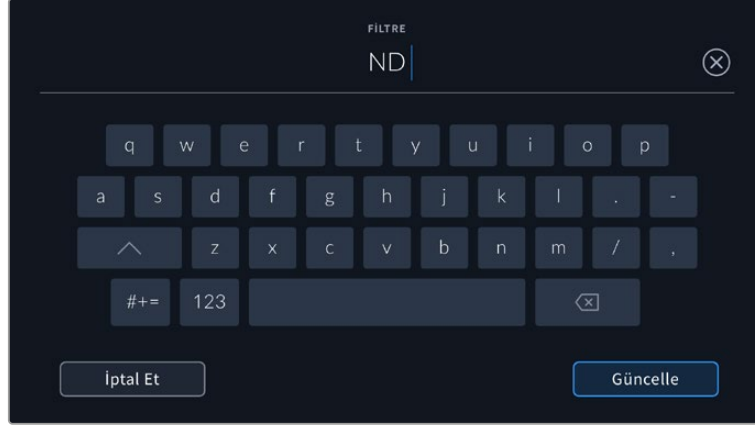 FİLTRE
ND
q w e r t y u i o p
a s d f g h j k l . -
z x c v b n m / ,
#+= 123
İptal Et Güncelle